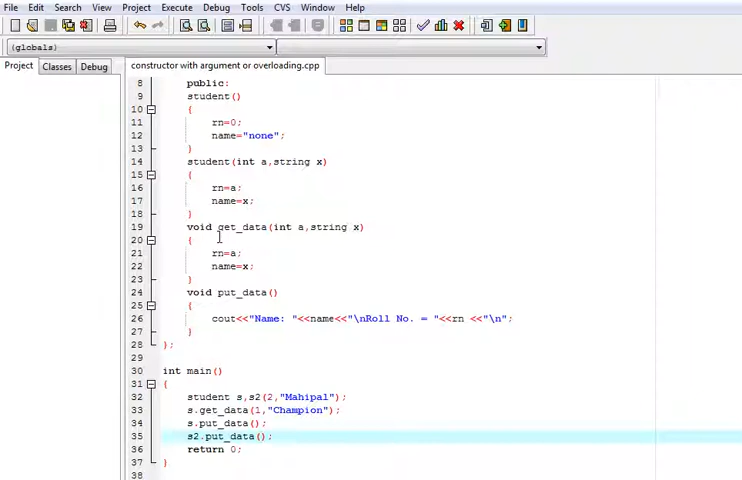 File Edit Search View Project Execute Debug Tools CVS Window Help
(globals)
Project Classes Debug
constructor with argument or overloading.cpp
8 public:
9 student()
10 {
11 rn=0;
12 name="none";
13 }
14 student(int a,string x)
15 {
16 rn=a;
17 name=x;
18 }
19 void get_data(int a,string x)
20 {
21 rn=a;
22 name=x;
23 }
24 void put_data()
25 {
26 cout<<"Name: "<<name<<"\nRoll No. = "<<rn <<"\n";
27 }
28 };
29
30 int main()
31 {
32 student s,s2(2,"Mahipal");
33 s.get_data(1,"Champion");
34 s.put_data();
35 s2.put_data();
36 return 0;
37 }
38